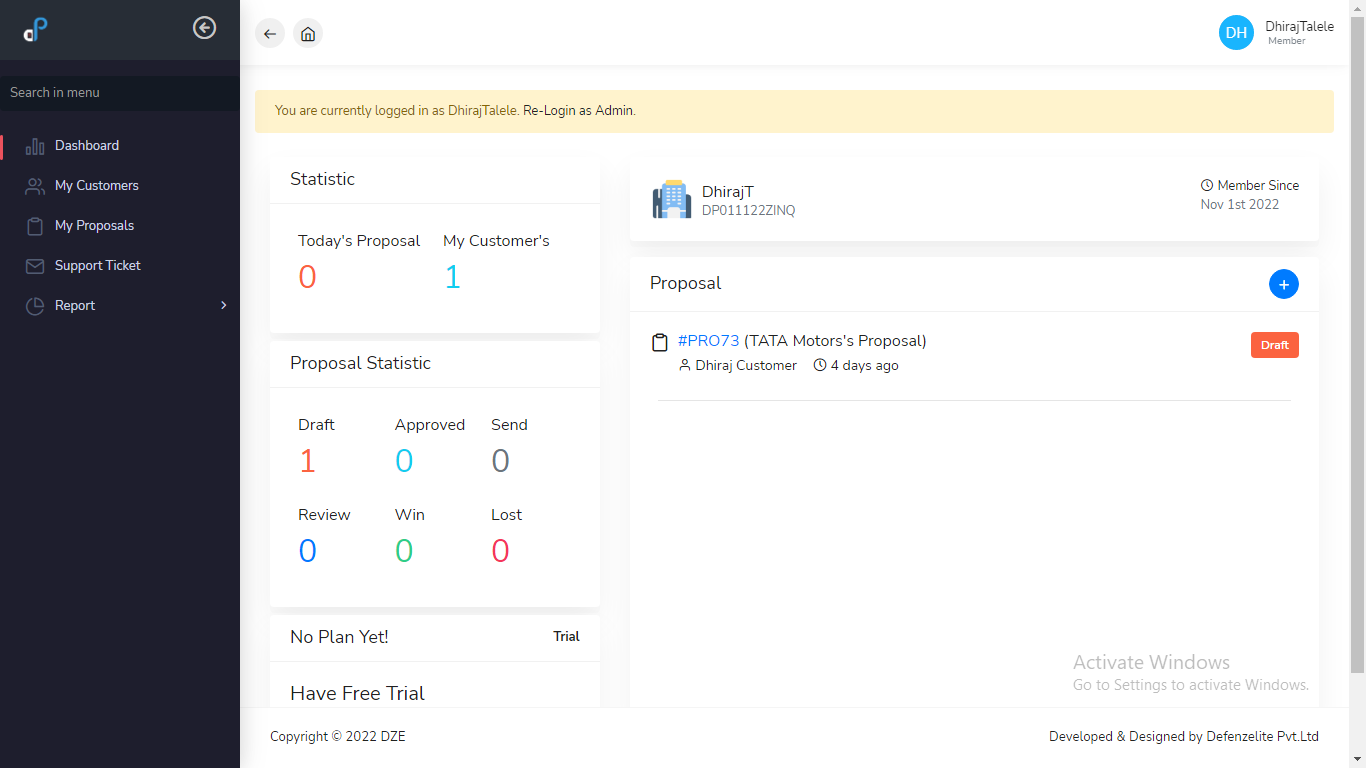 dP
Search in menu
Dashboard
My Customers
My Proposals
Support Ticket
Report
DH
DhirajTalele
Member
You are currently logged in as DhirajTalele. Re-Login as Admin.
Statistic
Today's Proposal
My Customer's
0
1
Proposal Statistic
Draft
Approved
Send
1
0
0
Review
Win
Lost
0
0
0
No Plan Yet!
Trial
Have Free Trial
DhirajT
DP011122ZINQ
Member Since
Nov 1st 2022
Proposal
+
#PRO73 (TATA Motors's Proposal)
Dhiraj Customer
4 days ago
Draft
Activate Windows
Go to Settings to activate Windows.
Copyright © 2022 DZE
Developed & Designed by Defenzelite Pvt.Ltd